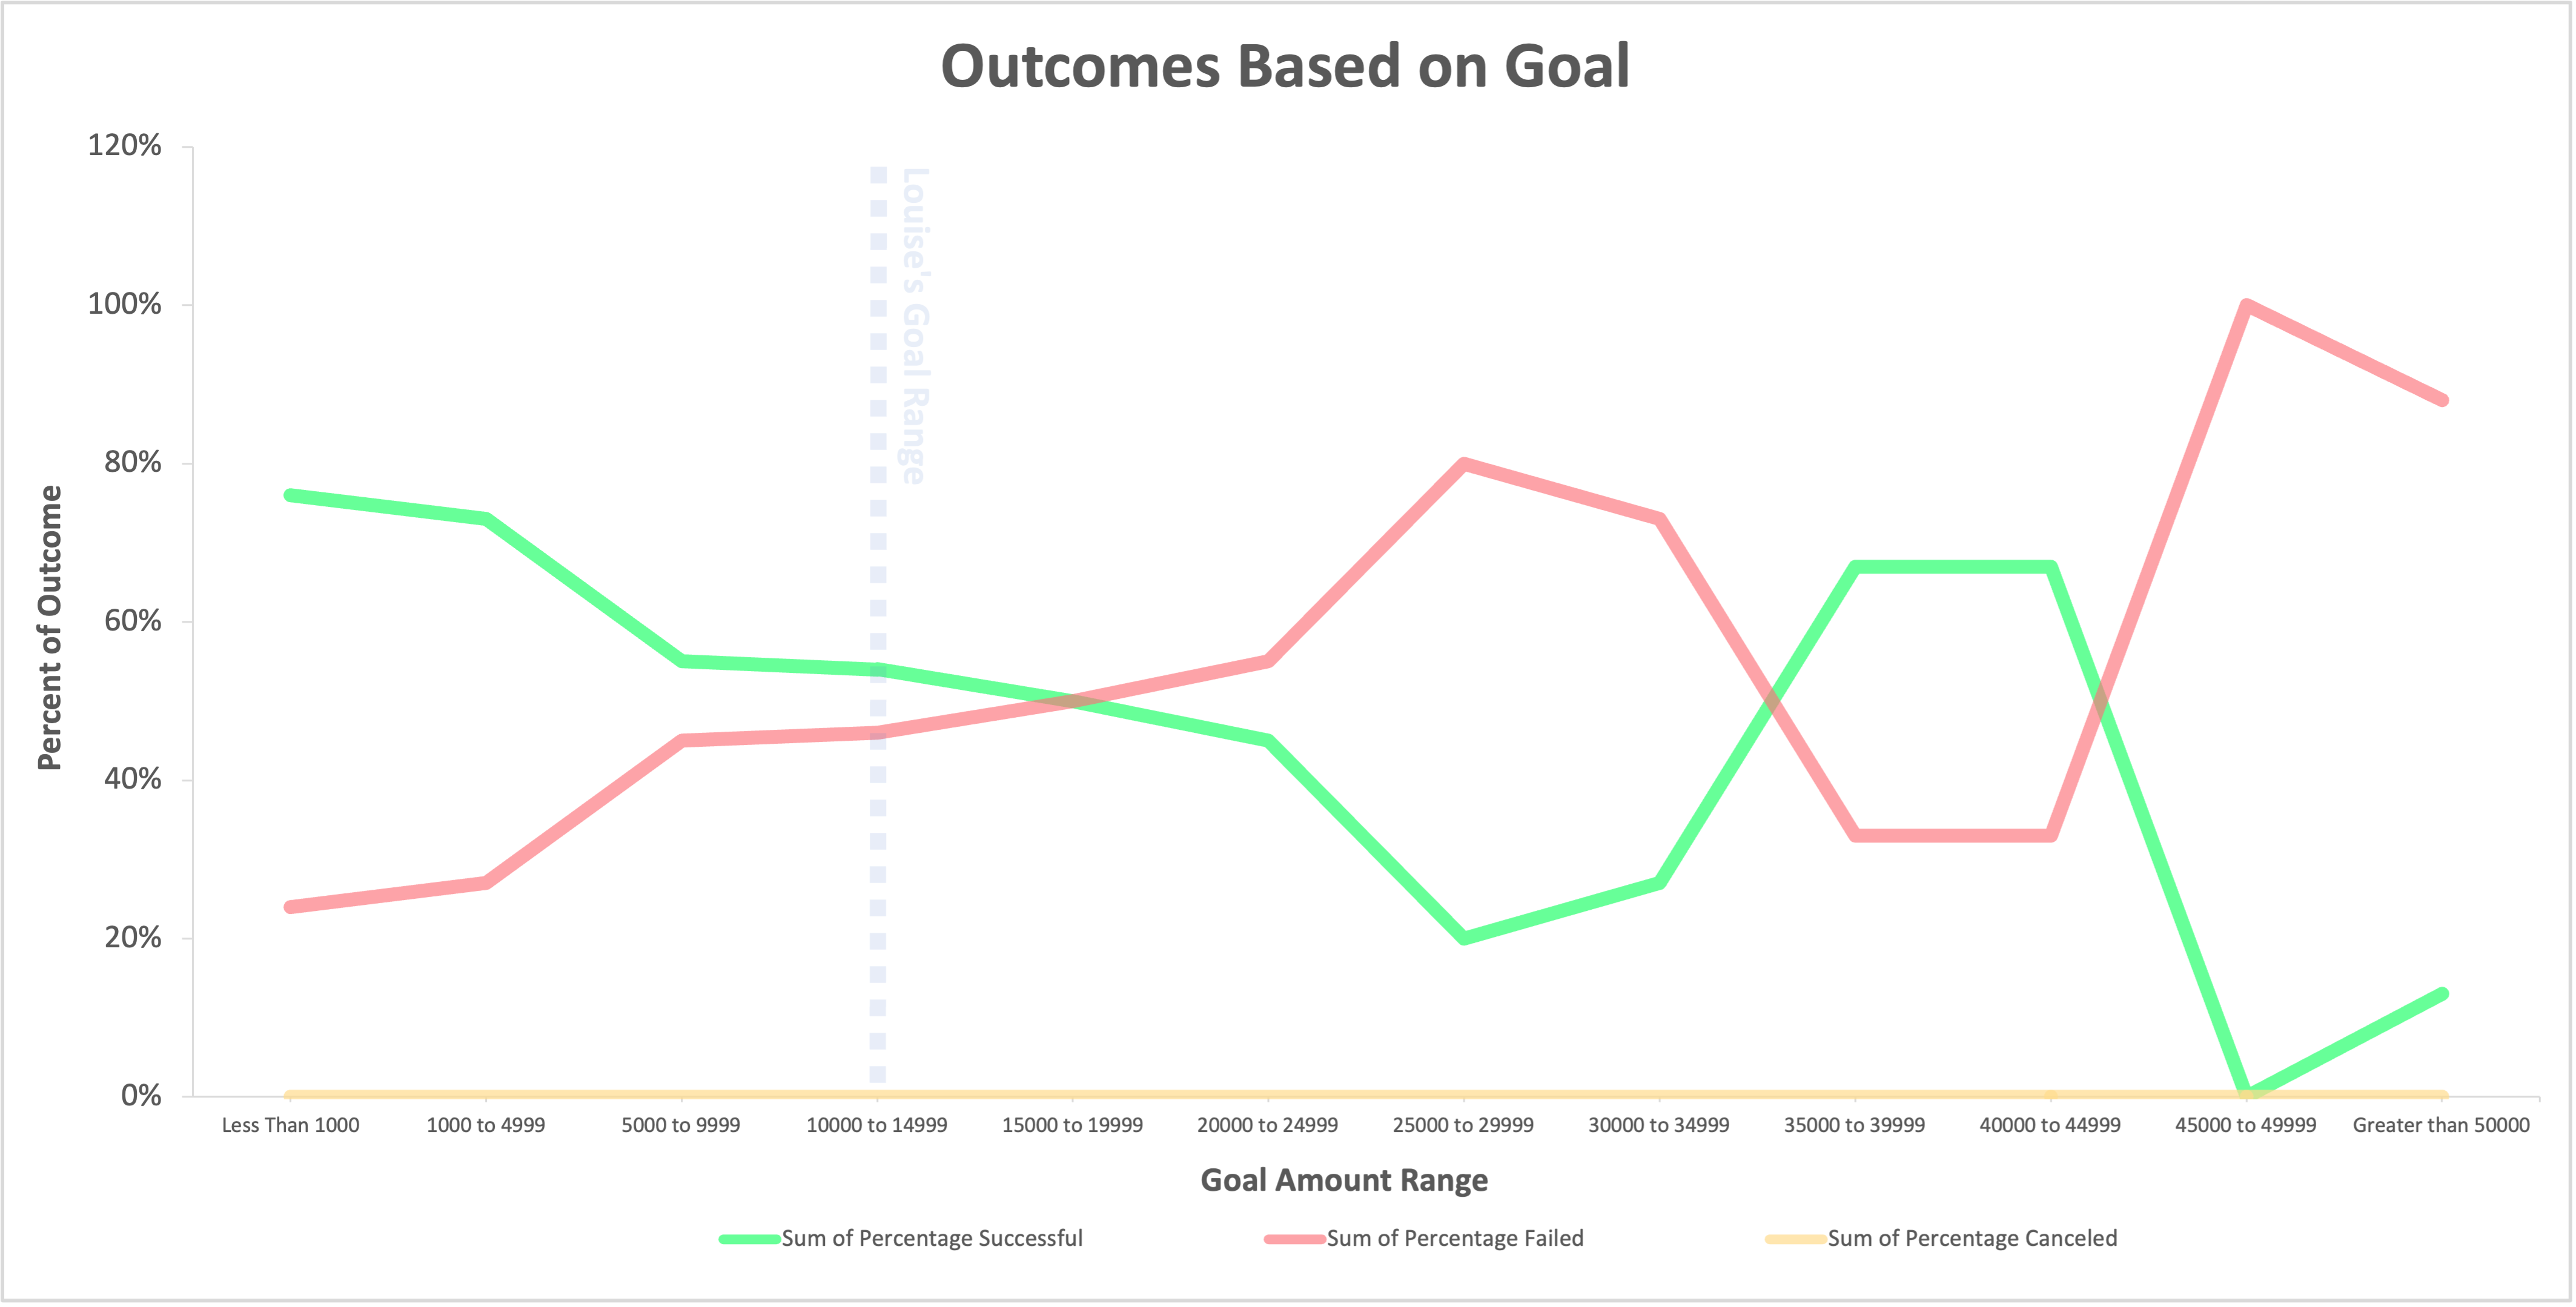 Outcomes Based on Goal
120%
100%
80%
60%
40%
20%
0%
Percent of Outcome
Louise's Goal Range
Less Than 1000
1000 to 4999
5000 to 9999
10000 to 14999
15000 to 19999
20000 to 24999
25000 to 29999
30000 to 34999
35000 to 39999
40000 to 44999
45000 to 49999
Greater than 50000
Goal Amount Range
Sum of Percentage Successful
Sum of Percentage Failed
Sum of Percentage Canceled